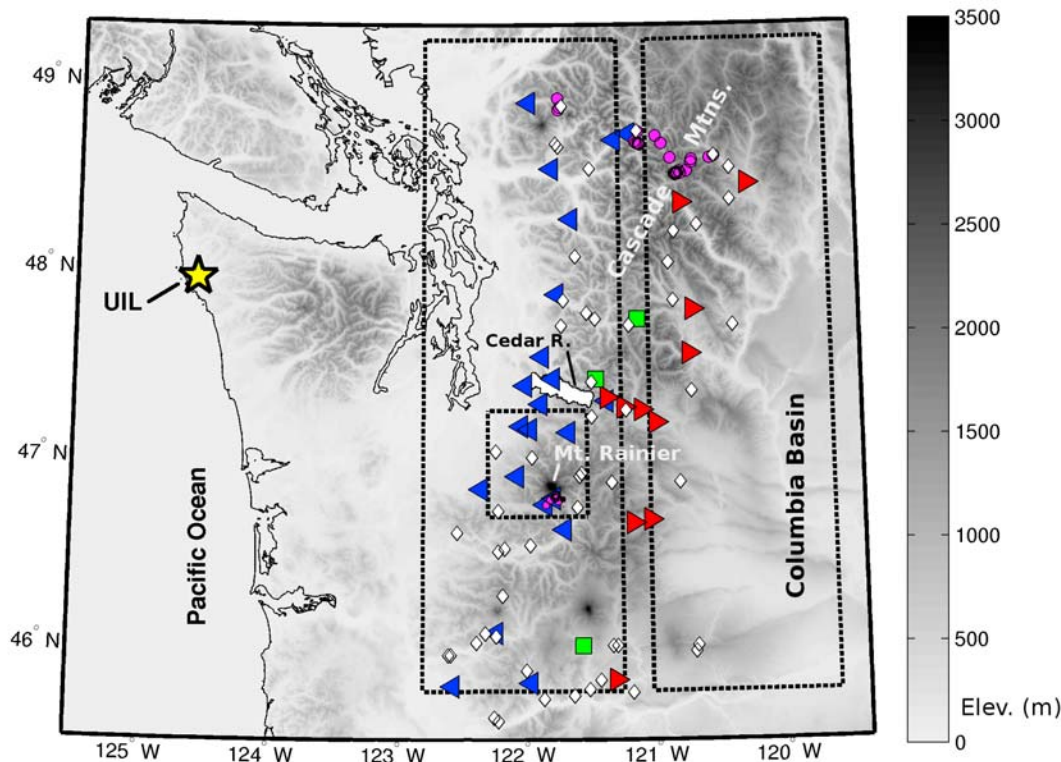 49° N
48° N
47° N
46° N
125° W
124° W
123° W
122° W
121° W
120° W
UIL
Pacific Ocean
Cascade Mtns.
Cedar R.
Mt. Rainier
Columbia Basin
3500
3000
2500
2000
1500
1000
500
0
Elev. (m)